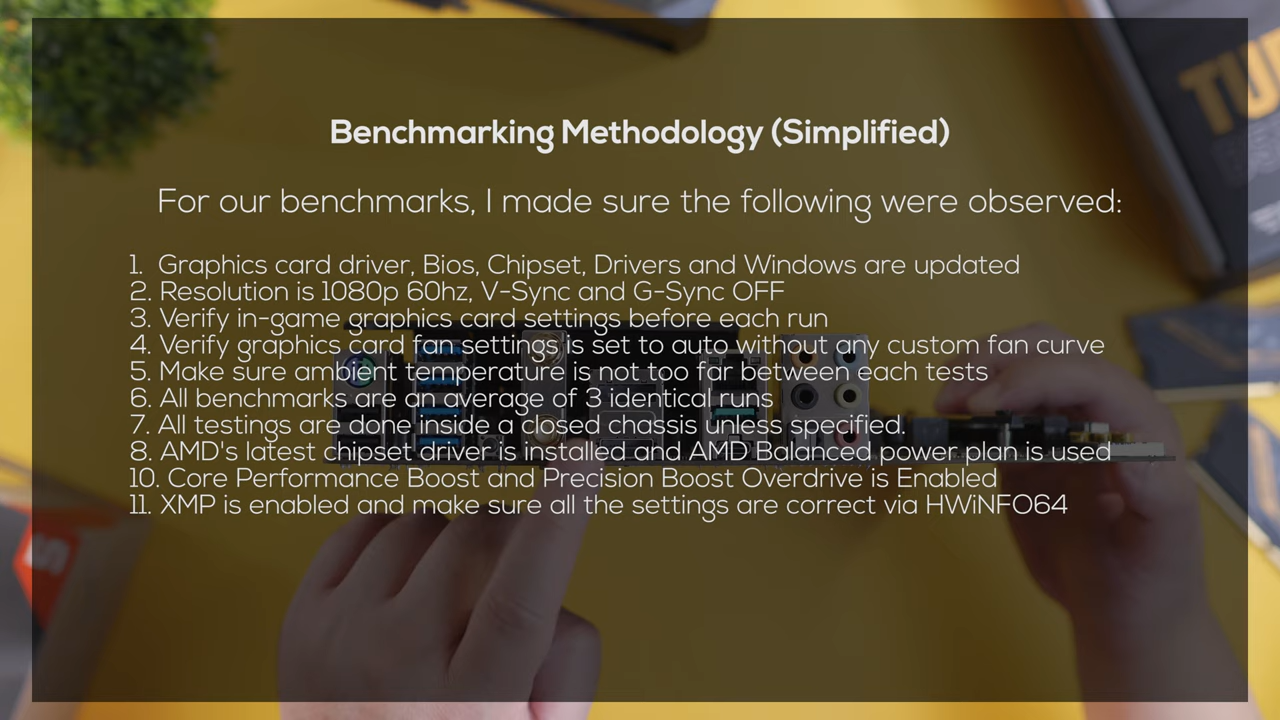 Benchmarking Methodology (Simplified)
For our benchmarks, I made sure the following were observed:
1. Graphics card driver, Bios, Chipset, Drivers and Windows are updated
2. Resolution is 1080p 60hz, V-Sync and G-Sync OFF
3. Verify in-game graphics card settings before each run
4. Verify graphics card fan settings is set to auto without any custom fan curve
5. Make sure ambient temperature is not too far between each tests
6. All benchmarks are an average of 3 identical runs
7. All testings are done inside a closed chassis unless specified.
8. AMD's latest chipset driver is installed and AMD Balanced power plan is used
10. Core Performance Boost and Precision Boost Overdrive is Enabled
11. XMP is enabled and make sure all the settings are correct via HWiNFO64